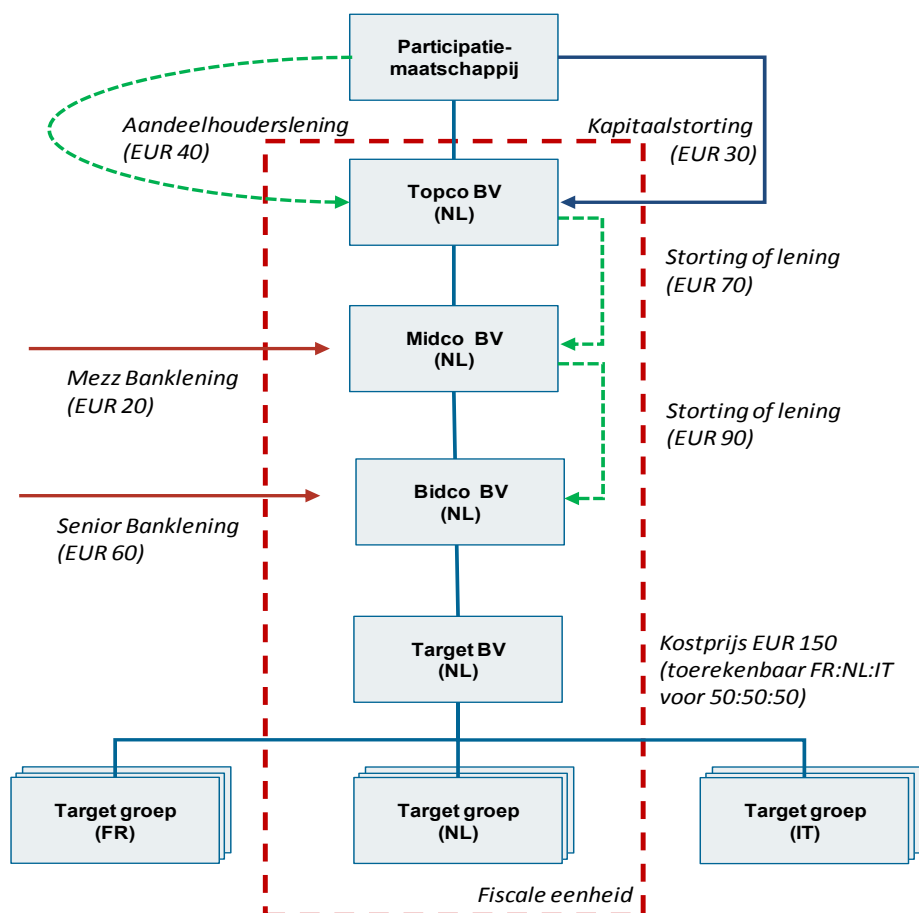 Participatie-
maatschappij
Aandeelhouderslening
(EUR 40)
Kapitaalstorting
(EUR 30)
Topco BV
(NL)
Storting of lening
(EUR 70)
Midco BV
(NL)
Mezz Banklening
(EUR 20)
Storting of lening
(EUR 90)
Bidco BV
(NL)
Senior Banklening
(EUR 60)
Target BV
(NL)
Kostprijs EUR 150
(toerekenbaar FR:NL:IT
voor 50:50:50)
Target groep
(FR)
Target groep
(NL)
Target groep
(IT)
Fiscale eenheid